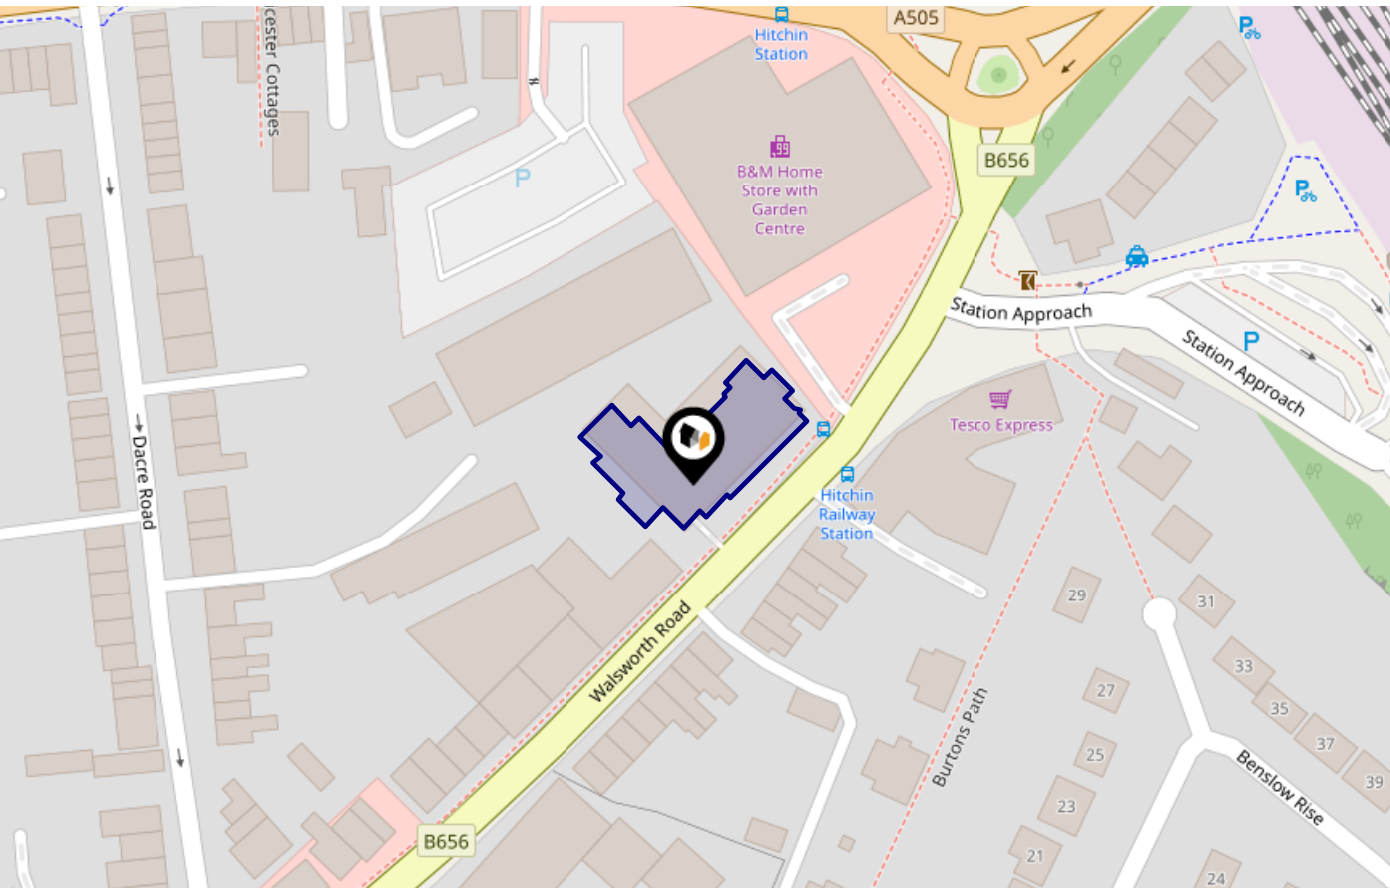 A505
Hitchin
Station
cester Cottages
B656
B&M Home
Store with
Garden
Centre
P
Station Approach
P
Station Approach
Tesco Express
Dacre Road
Hitchin
Railway
Station
29
31
Walsworth Road
33
27
35
Burtons Path
37
25
Benslow Rise
39
23
B656
21
24
P
P